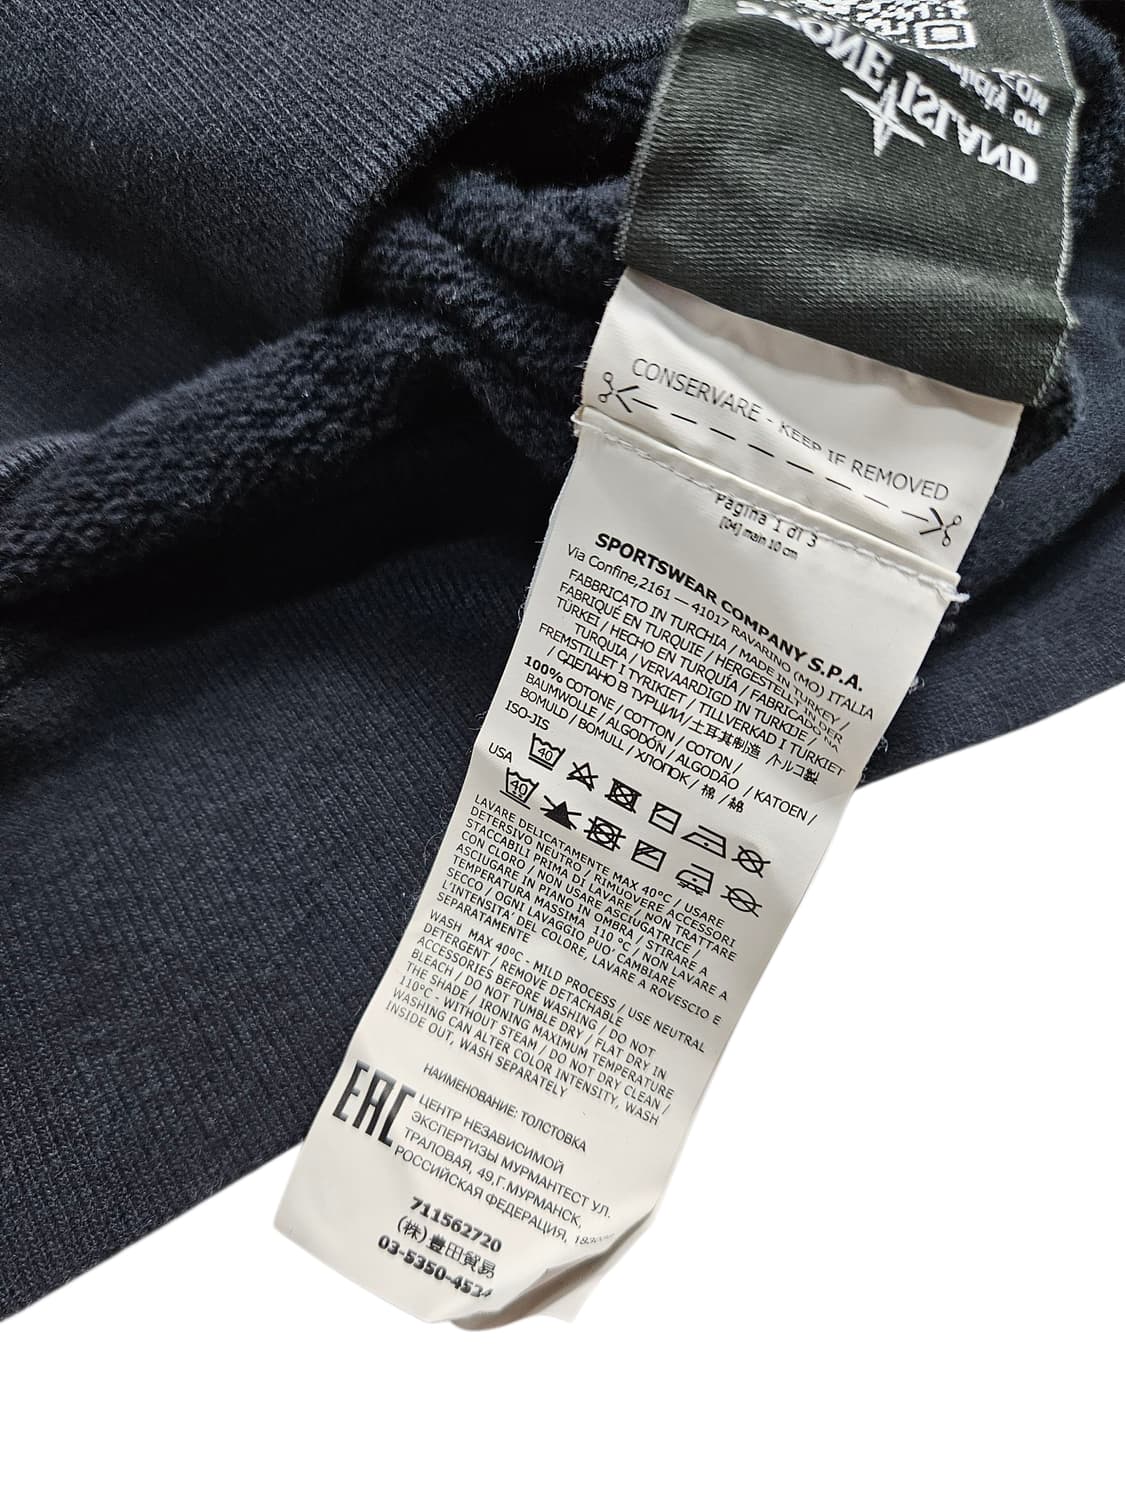 STONE ISLAND
CONSERVARE - KEEP IF REMOVED
Pagina 1 di 3
[04] main 10 cm
SPORTSWEAR COMPANY S.P.A.
Via Confine,2161 — 41017 RAVARINO (MO) ITALIA
FABBRICATO IN TURCHIA / MADE IN TURKEY /
FABRIQUÉ EN TURQUIE / HERGESTELLT IN DER
TÜRKEI / HECHO EN TURQUÍA / FABRICADO NA
TURQUIA / VERVAARDIGD IN TURKIJE /
FREMSTILLET I TYRKIET / TILLVERKAD I TURKIET
/ СДЕЛАНО В ТУРЦИИ / 土耳其制造 /トルコ製
100% COTONE / COTTON / COTON /
BAUMWOLLE / ALGODÓN / ALGODÃO / KATOEN /
BOMULD / BOMULL / ХЛОПОК / 棉 / 綿
ISO-JIS
40
USA
40
LAVARE DELICATAMENTE MAX 40°C / USARE
DETERSIVO NEUTRO / RIMUOVERE ACCESSORI
STACCABILI PRIMA DI LAVARE / NON TRATTARE
CON CLORO / NON USARE ASCIUGATRICE /
ASCIUGARE IN PIANO IN OMBRA / STIRARE A
TEMPERATURA MASSIMA 110 °C / NON LAVARE A
SECCO / OGNI LAVAGGIO PUO' CAMBIARE
L'INTENSITA' DEL COLORE, LAVARE A ROVESCIO E
SEPARATAMENTE
WASH MAX 40°C - MILD PROCESS / USE NEUTRAL
DETERGENT / REMOVE DETACHABLE
ACCESSORIES BEFORE WASHING / DO NOT
BLEACH / DO NOT TUMBLE DRY / FLAT DRY IN
THE SHADE / IRONING MAXIMUM TEMPERATURE
110°C - WITHOUT STEAM / DO NOT DRY CLEAN /
WASHING CAN ALTER COLOR INTENSITY, WASH
INSIDE OUT, WASH SEPARATELY
EAC
НАИМЕНОВАНИЕ: ТОЛСТОВКА
ЦЕНТР НЕЗАВИСИМОЙ
ЭКСПЕРТИЗЫ МУРМАНТЕСТ УЛ.
ТРАЛОВАЯ, 49,Г.МУРМАНСК,
РОССИЙСКАЯ ФЕДЕРАЦИЯ,
711562720
(株)豊田貿易
03-5350-4534